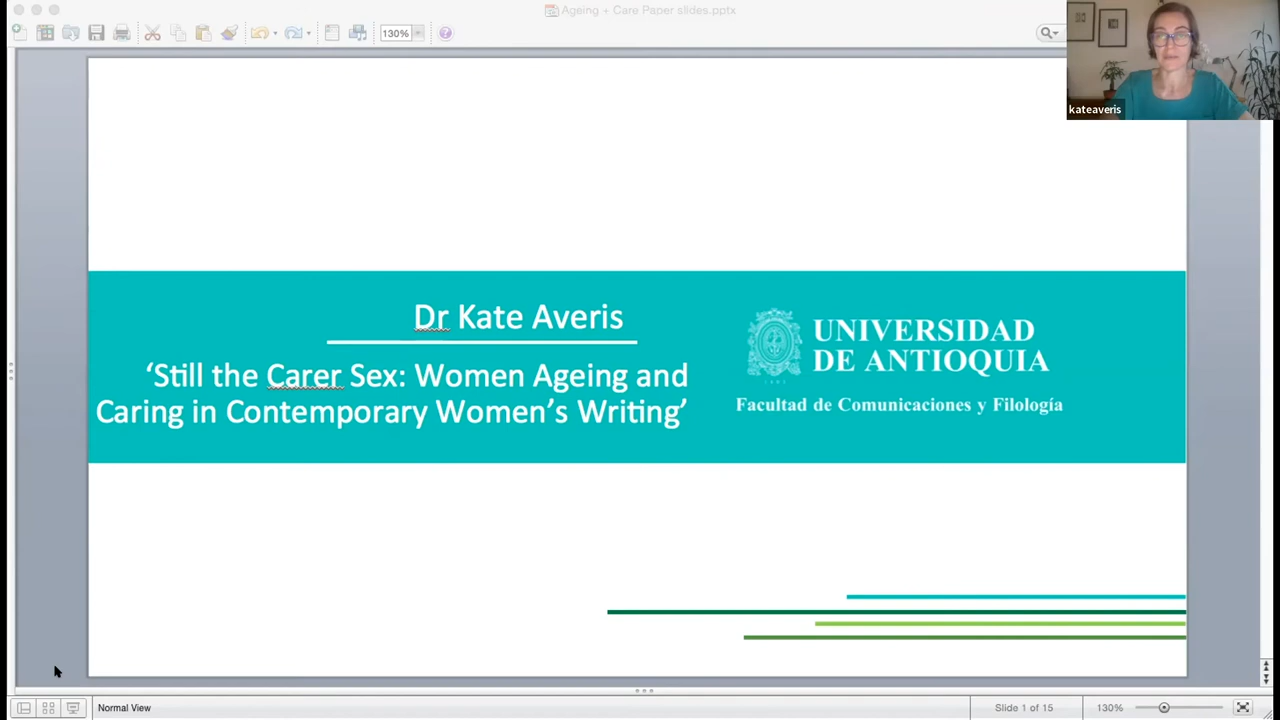 Ageing + Care Paper slides.pptx
130%
kateaveris
Dr Kate Averis
‘Still the Carer Sex: Women Ageing and
Caring in Contemporary Women’s Writing’
UNIVERSIDAD
DE ANTIOQUIA
Facultad de Comunicaciones y Filología
Normal View
Slide 1 of 15
130%